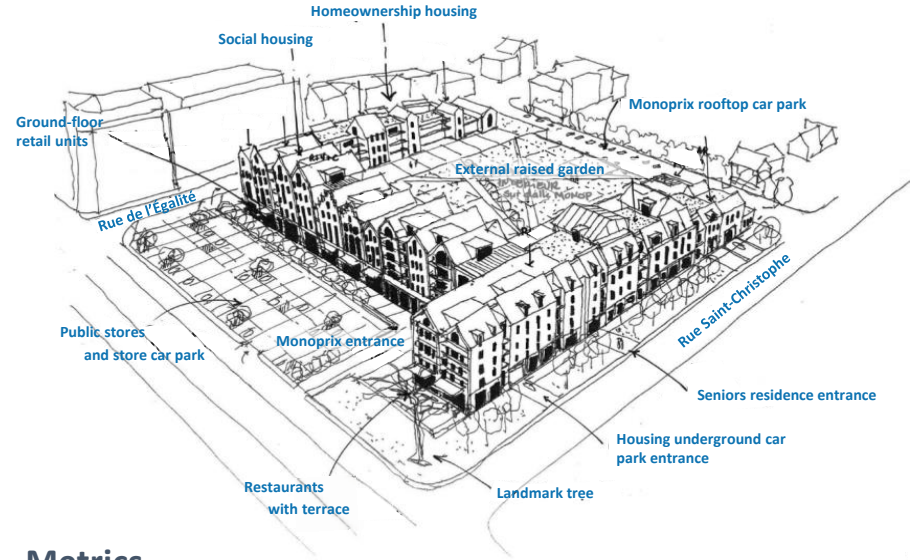 Homeownership housing
Social housing
Monoprix rooftop car park
Ground-floor
retail units
External raised garden
Rue de l'Égalité
Rue Saint-Christophe
Public stores
and store car park
Monoprix entrance
Seniors residence entrance
Housing underground car
park entrance
Restaurants
with terrace
Landmark tree
Metrics